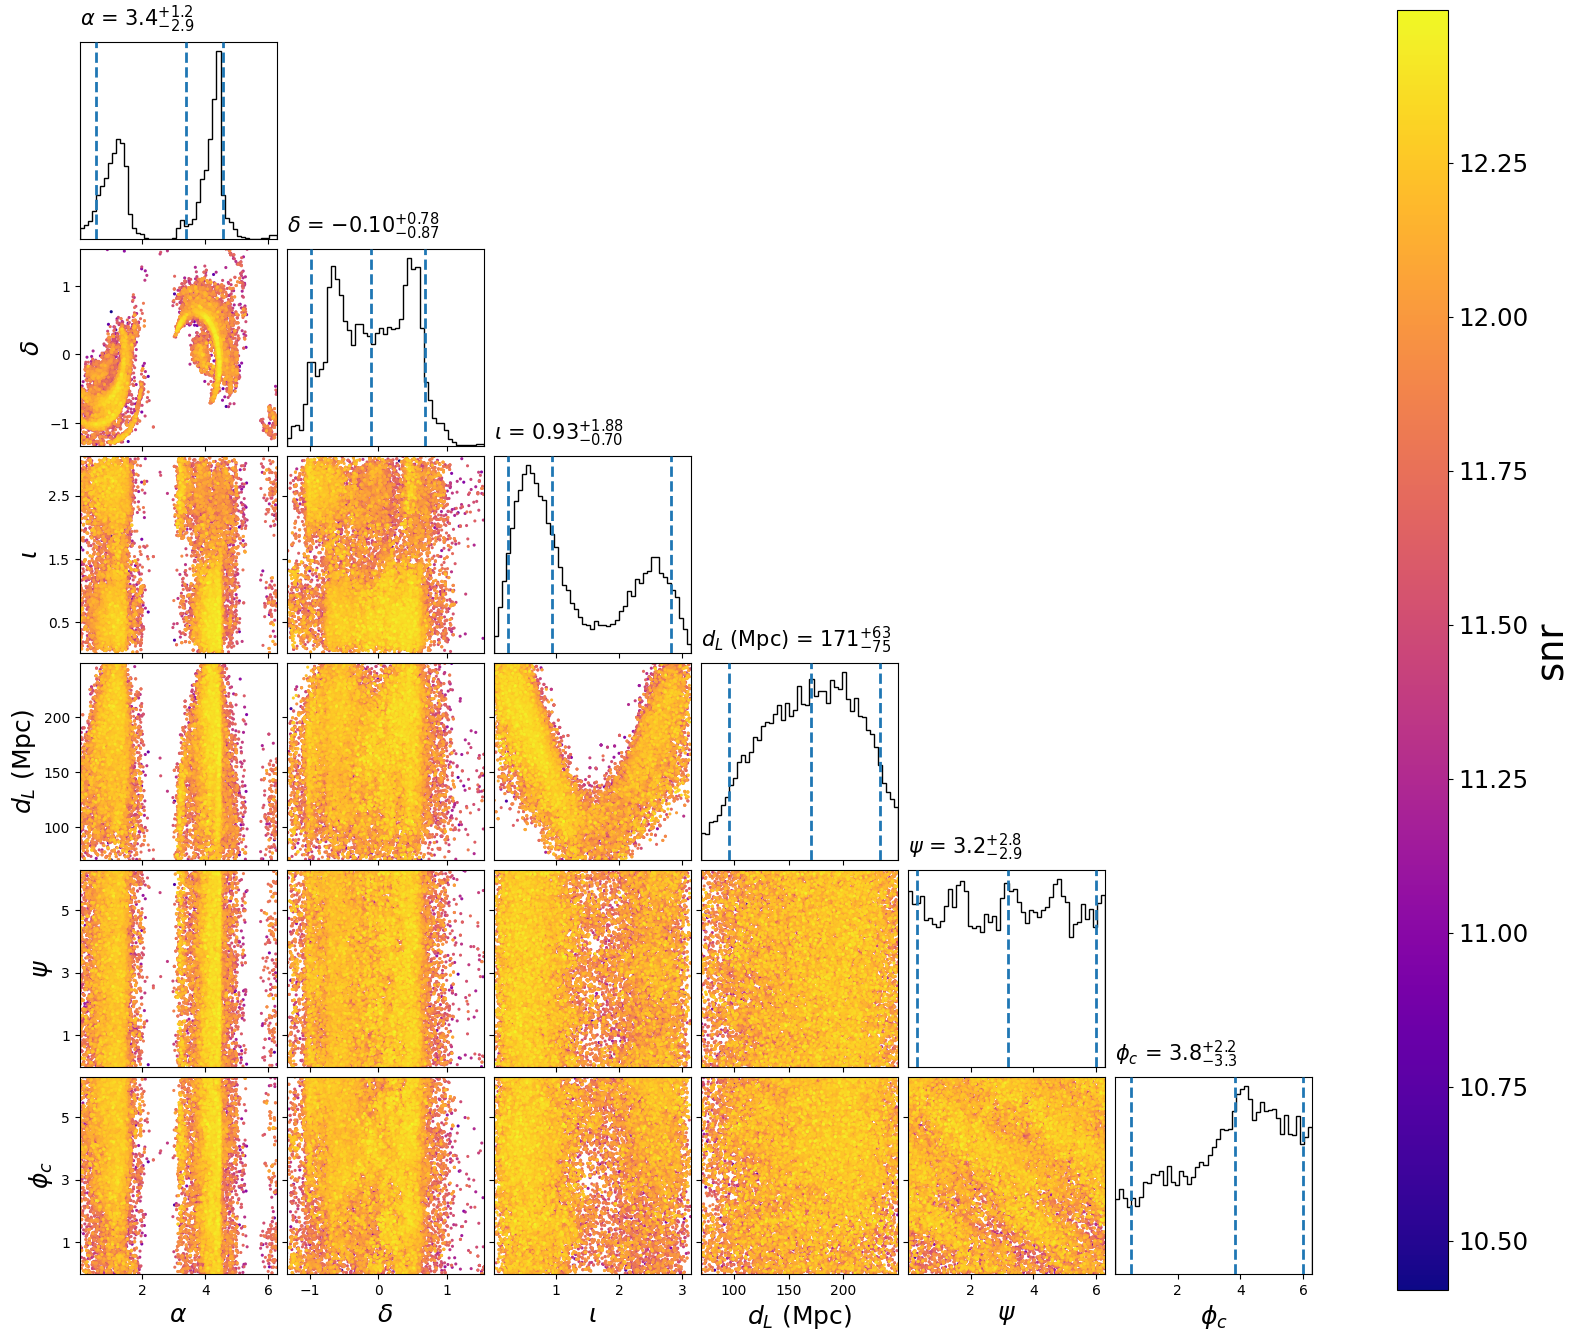 α = 3.4^{+1.2}_{−2.9}
12.25
δ = −0.10^{+0.78}_{−0.87}
1
δ
0
−1
12.00
ι = 0.93^{+1.88}_{−0.70}
2.5
ι
1.5
0.5
11.75
11.50
snr
d_L (Mpc) = 171^{+63}_{−75}
200
d_L (Mpc)
150
100
11.25
ψ = 3.2^{+2.8}_{−2.9}
5
ψ
3
1
11.00
ϕ_c = 3.8^{+2.2}_{−3.3}
5
ϕ_c
3
1
10.75
10.50
2 4 6
−1 0 1
0 1 2 3
100 150 200
2 4 6
2 4 6
α δ ι d_L (Mpc) ψ ϕ_c